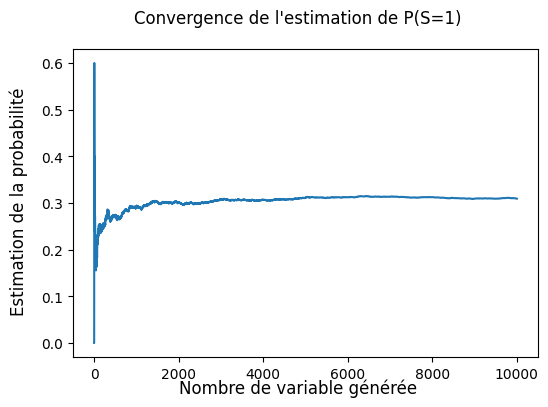 Convergence de l'estimation de P(S=1)
Estimation de la probabilité
0.6
0.5
0.4
0.3
0.2
0.1
0.0
0 2000 4000 6000 8000 10000
Nombre de variable générée